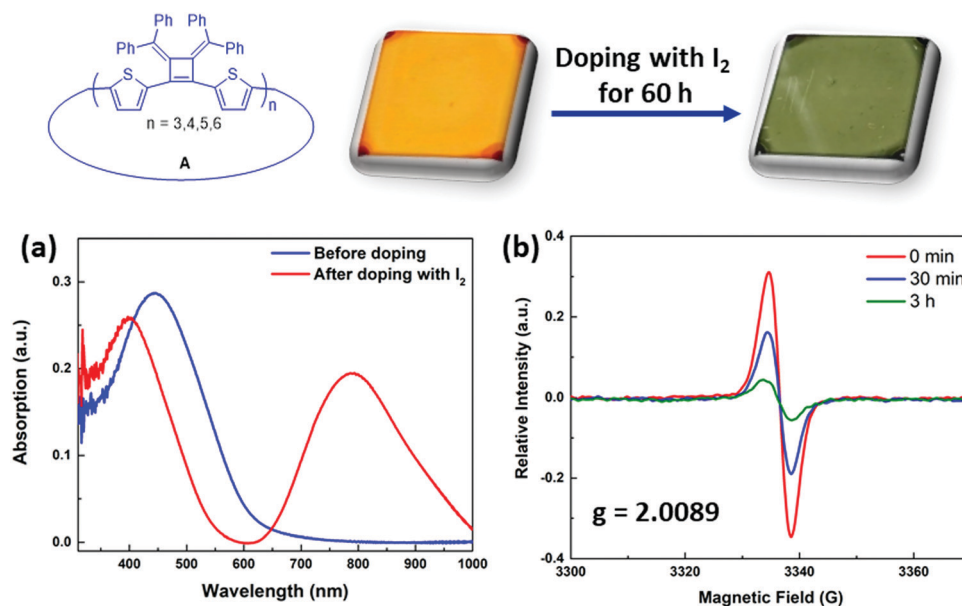 Ph
Ph
Ph
Ph
S
S
n
n = 3,4,5,6
A
Doping with I₂
for 60 h
(a)
Before doping
After doping with I₂
0.3
0.2
0.1
0.0
Absorption (a.u.)
400 500 600 700 800 900 1000
Wavelength (nm)
(b)
0 min
30 min
3 h
0.4
0.2
0.0
-0.2
-0.4
Relative Intensity (a.u.)
g = 2.0089
3300 3320 3340 3360
Magnetic Field (G)